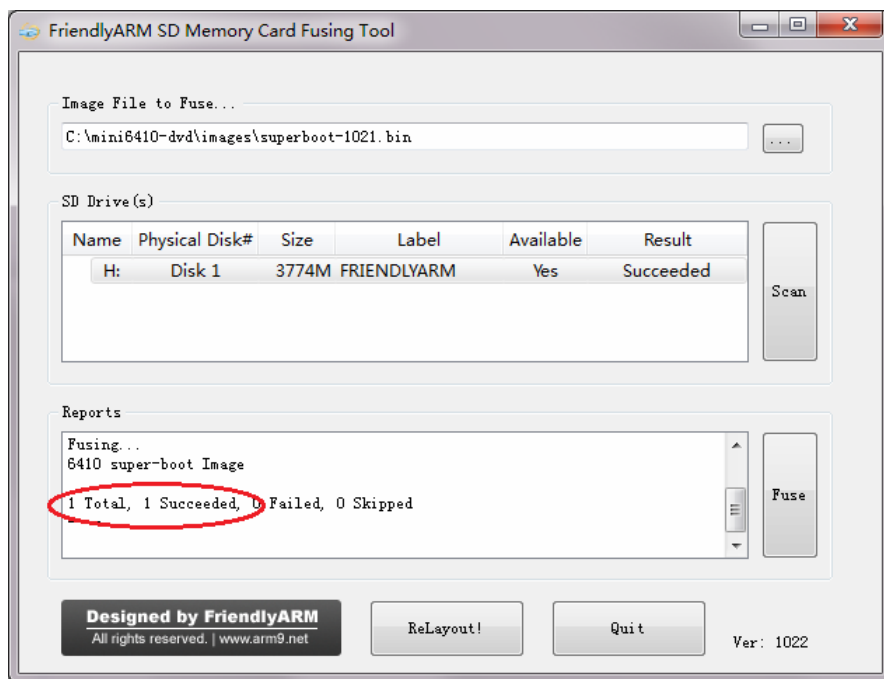 FriendlyARM SD Memory Card Fusing Tool
Image File to Fuse...
C:\mini6410-dvd\images\superboot-1021.bin
...
SD Drive(s)
Name Physical Disk# Size Label Available Result
H: Disk 1 3774M FRIENDLYARM Yes Succeeded
Scan
Reports
Fusing...
6410 super-boot Image
1 Total, 1 Succeeded, 0 Failed, 0 Skipped
Fuse
Designed by FriendlyARM
All rights reserved. | www.arm9.net
ReLayout!
Quit
Ver: 1022